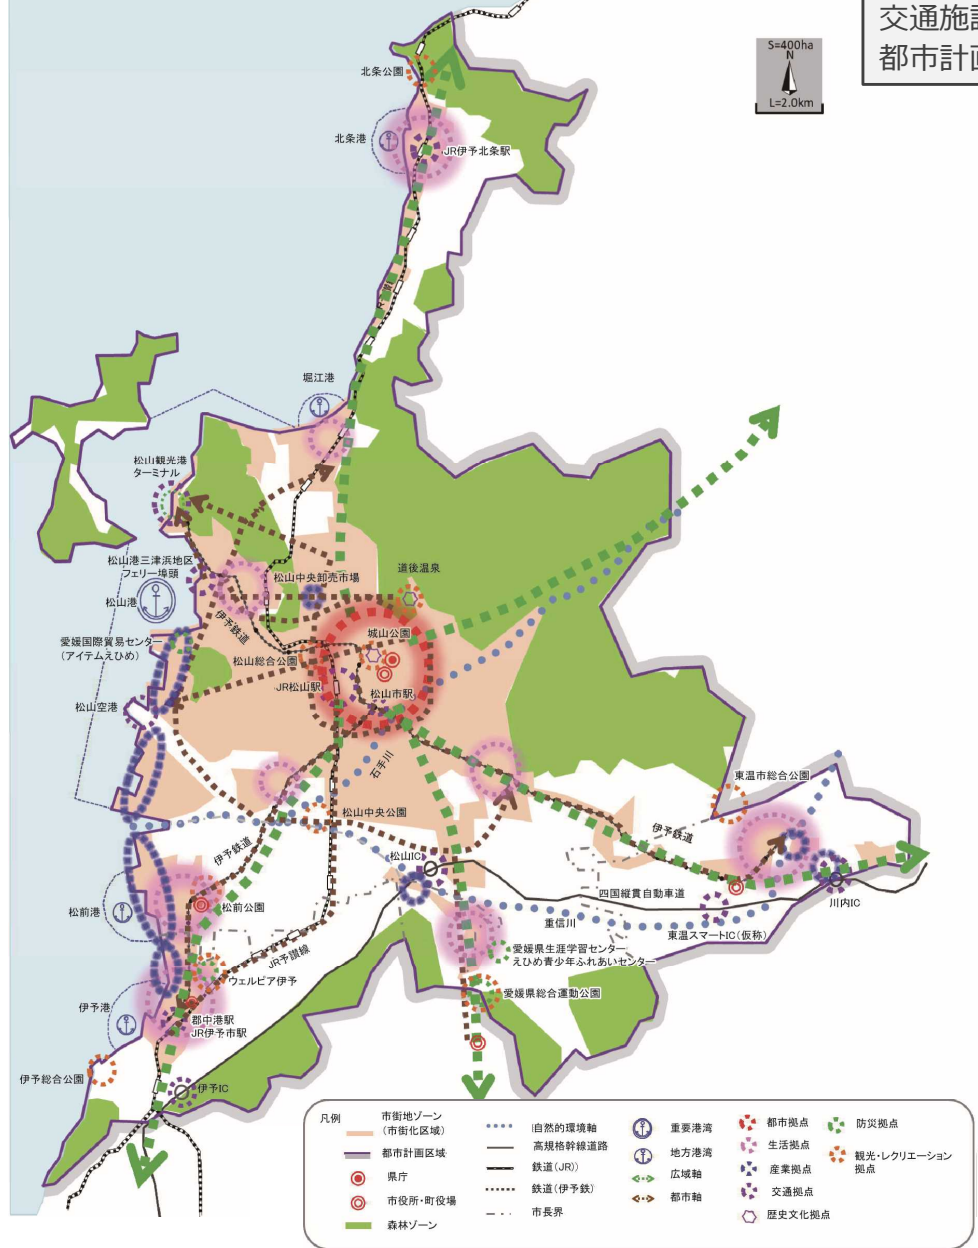 交通施設
都市計画
S=400ha
N
L=2.0km
北条公園
北条港
JR伊予北条駅
堀江港
松山観光港
ターミナル
松山港三津浜地区
フェリー埠頭
松山港
松山中央卸売市場
道後温泉
伊予鉄道
城山公園
愛媛国際貿易センター
(アイテムえひめ)
松山総合公園
JR松山駅
松山市駅
松山空港
石手川
東温市総合公園
松山中央公園
伊予鉄道
伊予鉄道
松山IC
四国縦貫自動車道
川内IC
松前公園
松前港
重信川
東温スマートIC(仮称)
JR予讃線
愛媛県生涯学習センター
えひめ青少年ふれあいセンター
ウェルピア伊予
愛媛県総合運動公園
伊予港
郡中港駅
JR伊予市駅
伊予総合公園
伊予IC
凡例
市街地ゾーン
(市街化区域)
都市計画区域
県庁
市役所・町役場
森林ゾーン
自然的環境軸
高規格幹線道路
鉄道(JR))
鉄道(伊予鉄)
市長界
重要港湾
地方港湾
広域軸
都市軸
都市拠点
生活拠点
産業拠点
交通拠点
歴史文化拠点
防災拠点
観光・レクリエーション
拠点